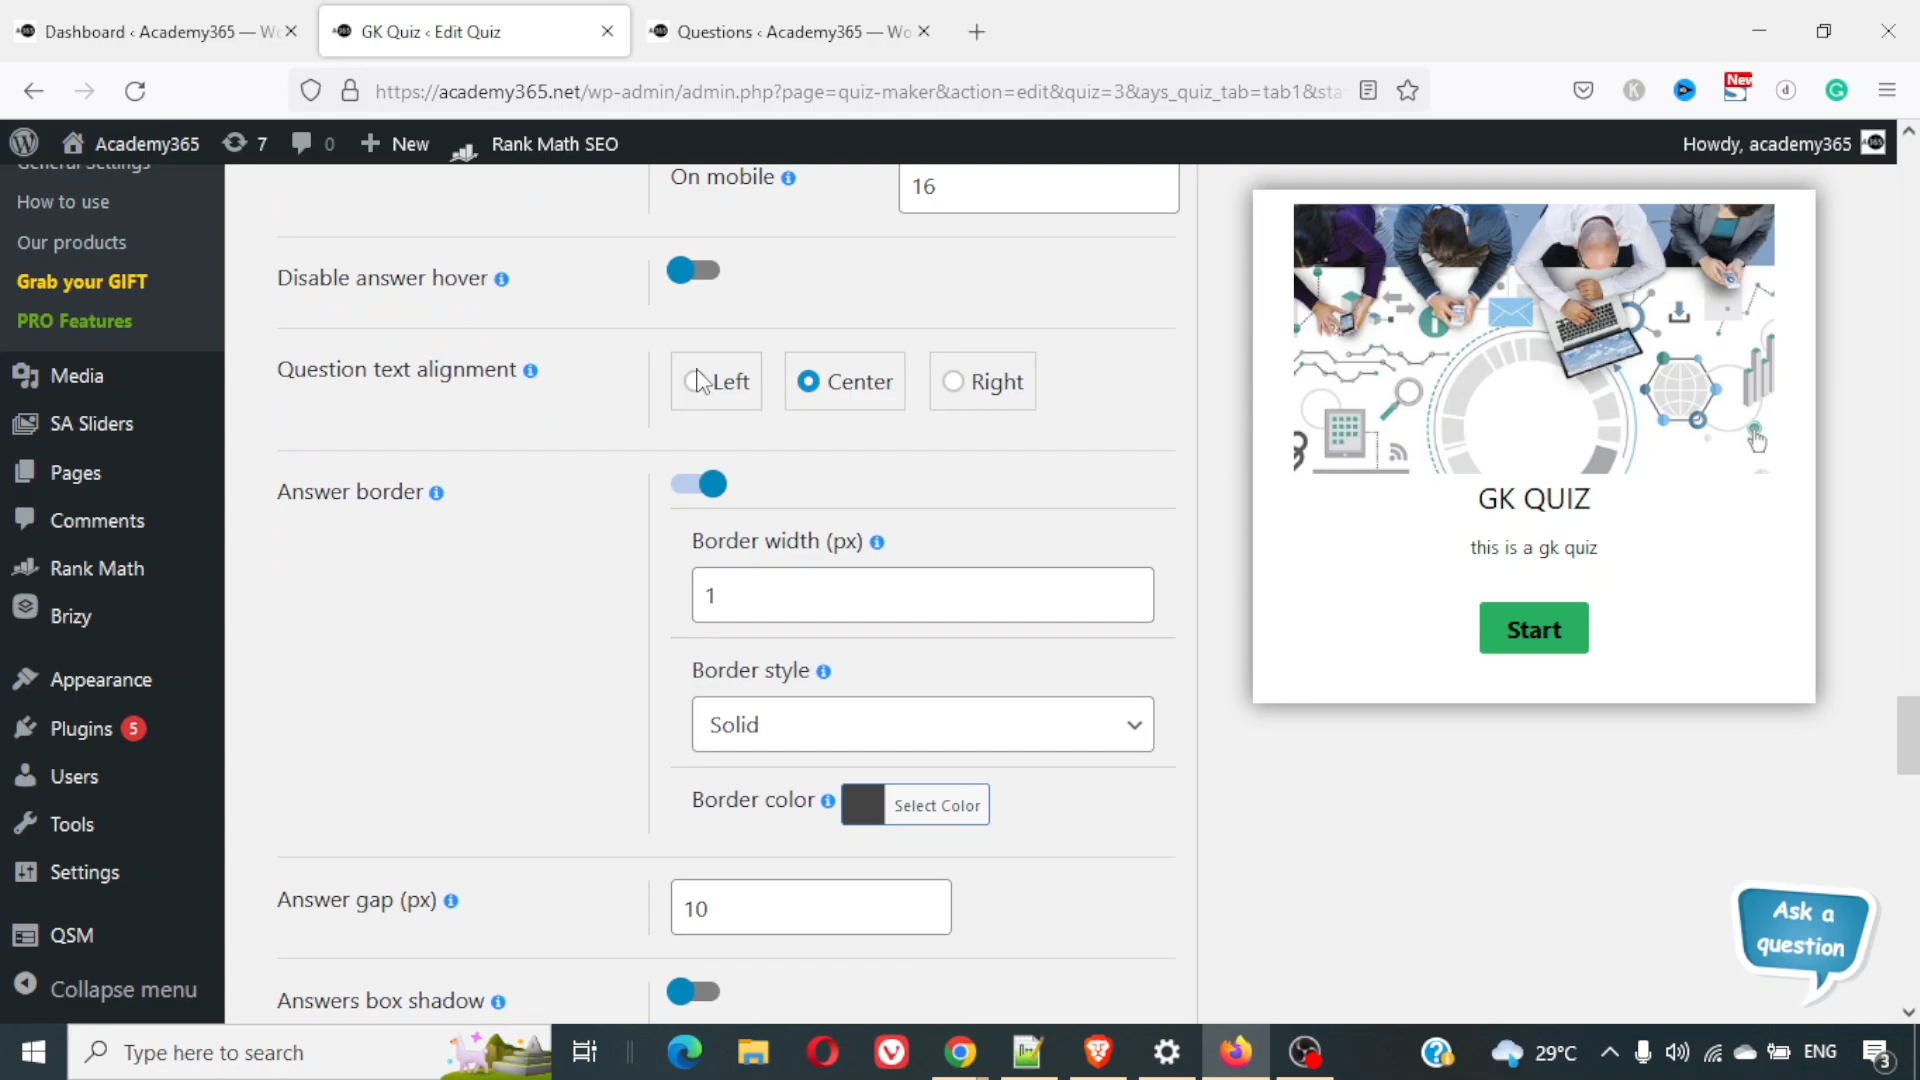 Dashboard ‹ Academy365 — Wo
GK Quiz ‹ Edit Quiz
Questions ‹ Academy365 — Wo
https://academy365.net/wp-admin/admin.php?page=quiz-maker&action=edit&quiz=3&ays_quiz_tab=tab1&sta
New
Academy365
7
0
New
Rank Math SEO
Howdy, academy365
General Settings
How to use
Our products
Grab your GIFT
PRO Features
Media
SA Sliders
Pages
Comments
Rank Math
Brizy
Appearance
Plugins 5
Users
Tools
Settings
QSM
Collapse menu
On mobile
16
Disable answer hover
Question text alignment
Left
Center
Right
Answer border
Border width (px)
1
Border style
Solid
Border color
Select Color
Answer gap (px)
10
Answers box shadow
GK QUIZ
this is a gk quiz
Start
Ask a
question
Type here to search
29°C
ENG
3